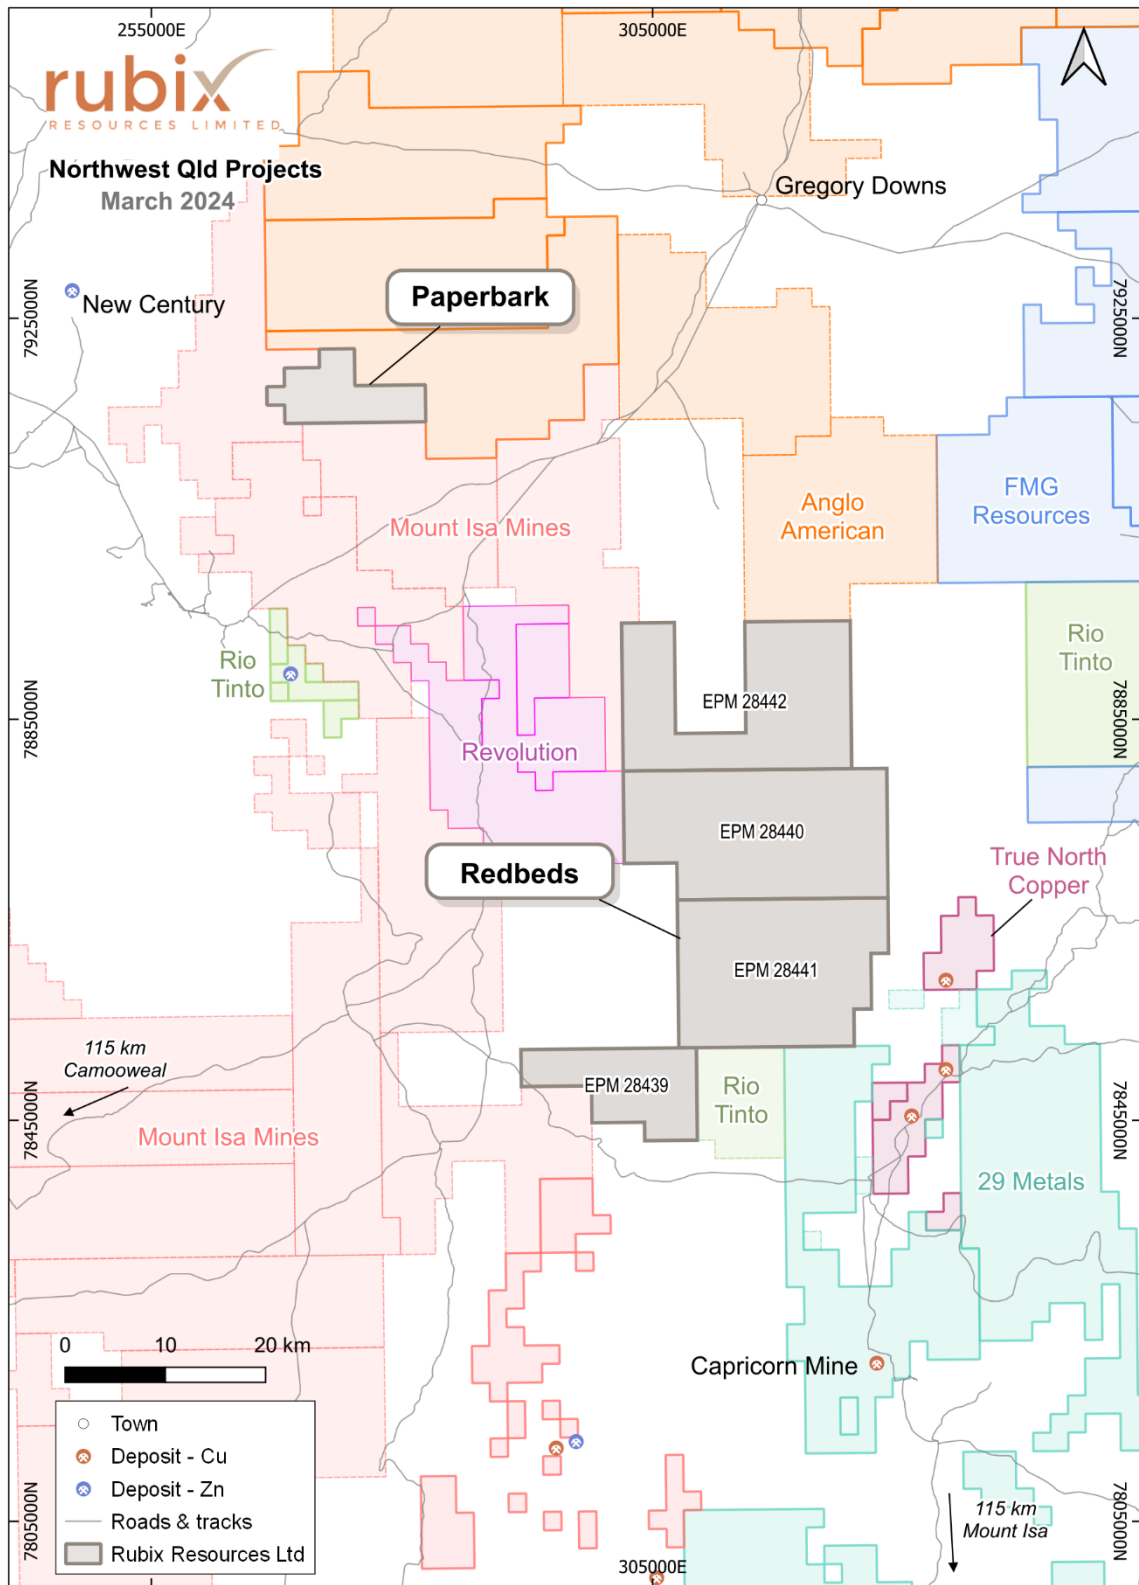 255000E
305000E
rubix
RESOURCES LIMITED
Northwest Qld Projects
March 2024
Gregory Downs
New Century
Paperbark
7925000N
7925000N
Mount Isa Mines
Anglo
American
FMG
Resources
Rio
Tinto
Rio
Tinto
7885000N
EPM 28442
7885000N
Revolution
EPM 28440
Redbeds
True North
Copper
EPM 28441
115 km
Camooweal
EPM 28439
Rio
Tinto
7845000N
7845000N
Mount Isa Mines
29 Metals
0 10 20 km
Capricorn Mine
Town
Deposit - Cu
Deposit - Zn
Roads & tracks
Rubix Resources Ltd
115 km
Mount Isa
7805000N
7805000N
305000E